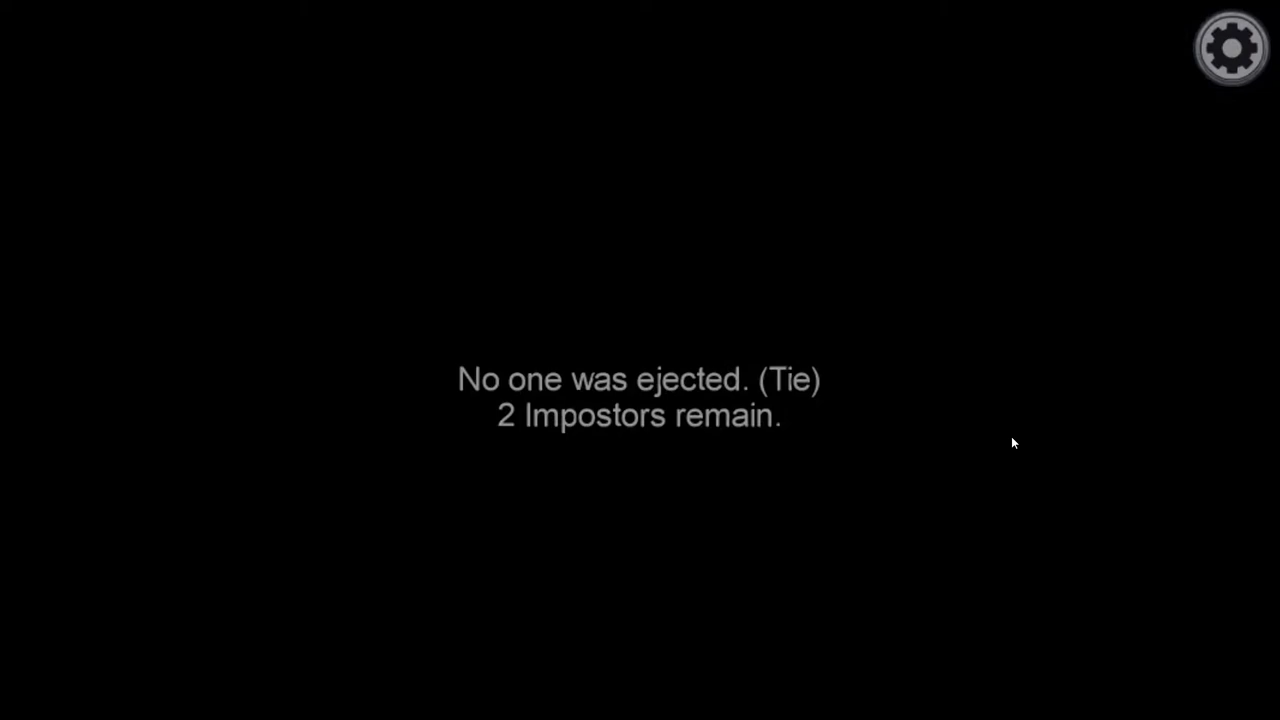 No one was ejected. (Tie)
2 Impostors remain.